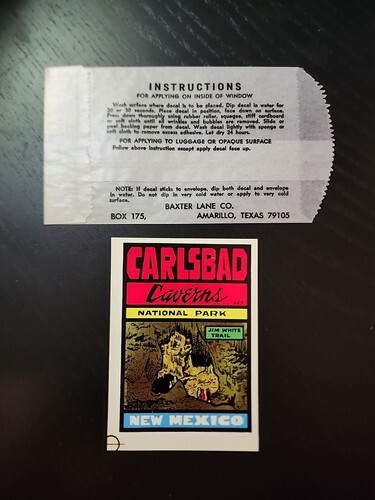 INSTRUCTIONS
FOR APPLYING ON INSIDE OF WINDOW
Wash surface where decal is to be placed. Dip decal in water for
20 or 30 seconds. Place decal in position, face down on surface.
Press down thoroughly using rubber roller, squeegee, stiff cardboard
or soft cloth until all wrinkles and bubbles are removed. Slide or
peel backing paper from decal. Wash decal lightly with sponge or
soft cloth to remove excess adhesive. Let dry 24 hours.
FOR APPLYING TO LUGGAGE OR OPAQUE SURFACE
Follow above instruction except apply decal face up.
NOTE: If decal sticks to envelope, dip both decal and envelope
in water. Do not dip in very cold water or apply to very cold
surface.
BAXTER LANE CO.
BOX 175, AMARILLO, TEXAS 79105
CARLSBAD
Caverns
NATIONAL PARK
JIM WHITE
TRAIL
NEW MEXICO